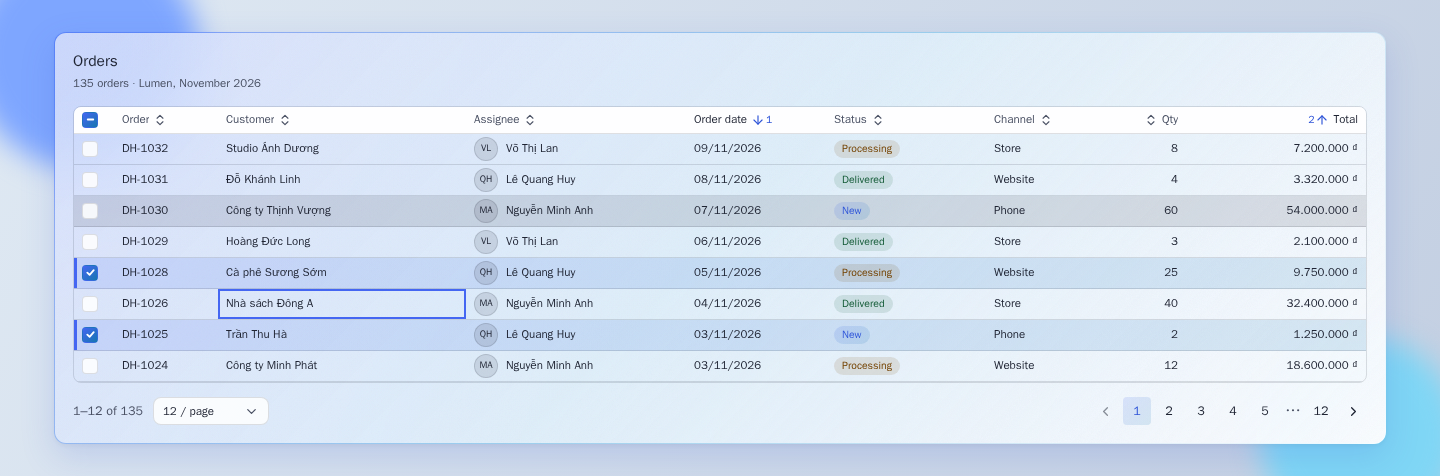 Orders
135 orders · Lumen, November 2026
Order Customer Assignee Order date 1 Status Channel Qty 2 Total
DH-1032 Studio Ánh Dương VL Võ Thị Lan 09/11/2026 Processing Store 8 7.200.000 ₫
DH-1031 Đỗ Khánh Linh QH Lê Quang Huy 08/11/2026 Delivered Website 4 3.320.000 ₫
DH-1030 Công ty Thịnh Vượng MA Nguyễn Minh Anh 07/11/2026 New Phone 60 54.000.000 ₫
DH-1029 Hoàng Đức Long VL Võ Thị Lan 06/11/2026 Delivered Store 3 2.100.000 ₫
DH-1028 Cà phê Sương Sớm QH Lê Quang Huy 05/11/2026 Processing Website 25 9.750.000 ₫
DH-1026 Nhà sách Đông A MA Nguyễn Minh Anh 04/11/2026 Delivered Store 40 32.400.000 ₫
DH-1025 Trần Thu Hà QH Lê Quang Huy 03/11/2026 New Phone 2 1.250.000 ₫
DH-1024 Công ty Minh Phát MA Nguyễn Minh Anh 03/11/2026 Processing Website 12 18.600.000 ₫
1–12 of 135 12 / page 1 2 3 4 5 ••• 12